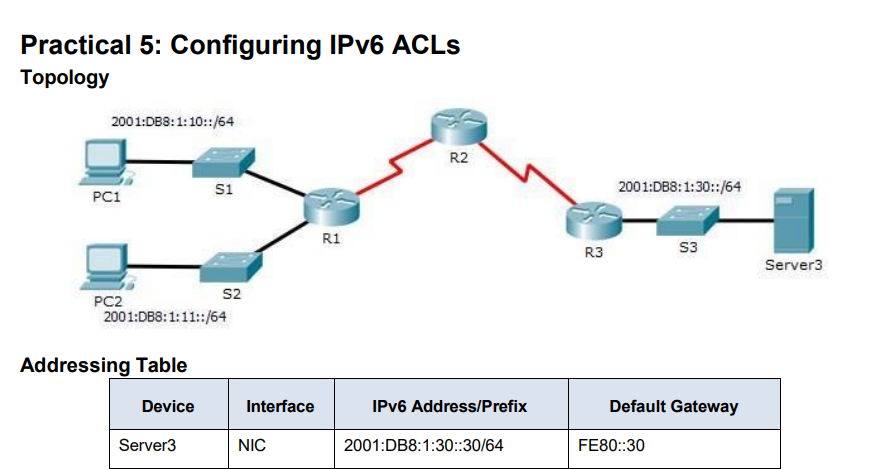 Practical 5: Configuring IPv6 ACLs
Topology
2001:DB8:1:10::/64
PC1
S1
R2
2001:DB8:1:30::/64
R1
R3
S3
Server3
PC2
S2
2001:DB8:1:11::/64
Addressing Table
Device Interface IPv6 Address/Prefix Default Gateway
Server3 NIC 2001:DB8:1:30::30/64 FE80::30